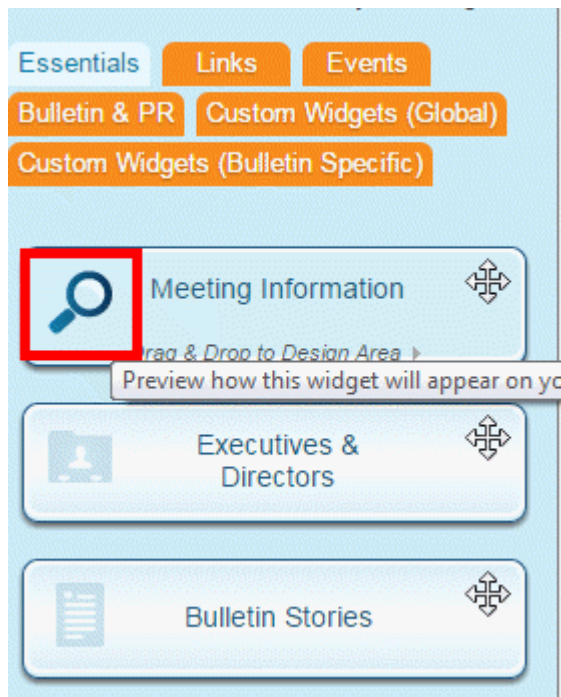 Essentials Links Events
Bulletin & PR Custom Widgets (Global)
Custom Widgets (Bulletin Specific)
Meeting Information
Drag & Drop to Design Area
Preview how this widget will appear on yo
Executives &
Directors
Bulletin Stories